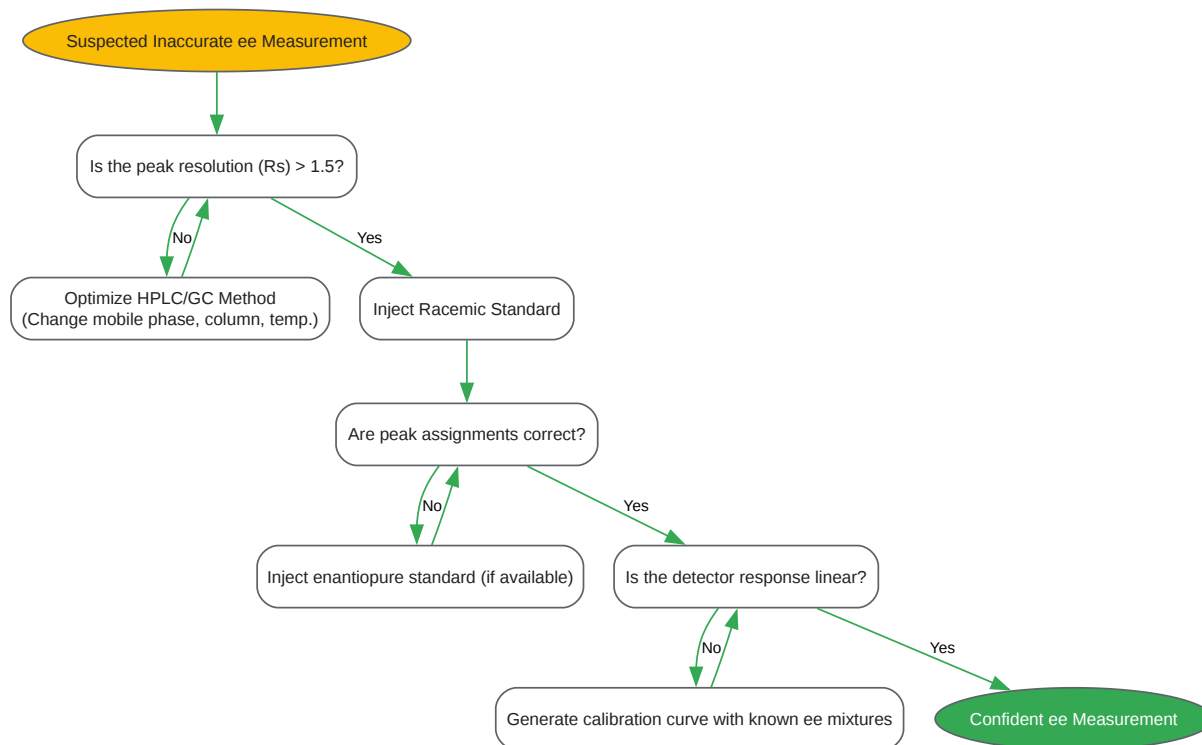 Suspected Inaccurate ee Measurement
Is the peak resolution (Rs) > 1.5?
No
Yes
Optimize HPLC/GC Method
(Change mobile phase, column, temp.)
Inject Racemic Standard
Are peak assignments correct?
No
Yes
Inject enantiopure standard (if available)
Is the detector response linear?
No
Yes
Generate calibration curve with known ee mixtures
Confident ee Measurement